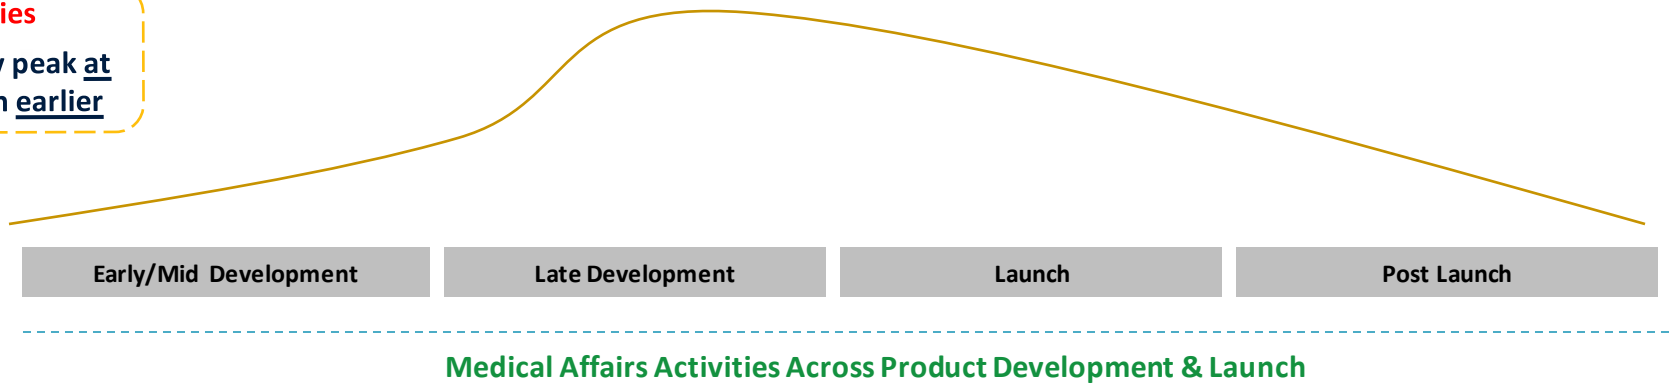 ies
peak at
earlier
Early/Mid Development
Late Development
Launch
Post Launch
Medical Affairs Activities Across Product Development & Launch